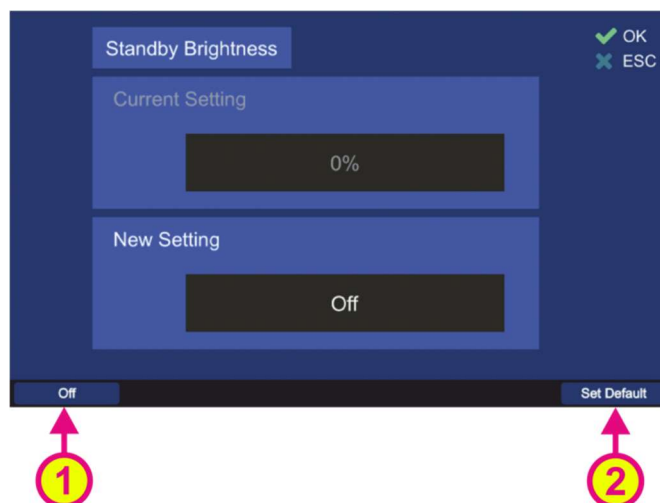 Standby Brightness
OK
ESC
Current Setting
0%
New Setting
Off
Off
Set Default
1
2